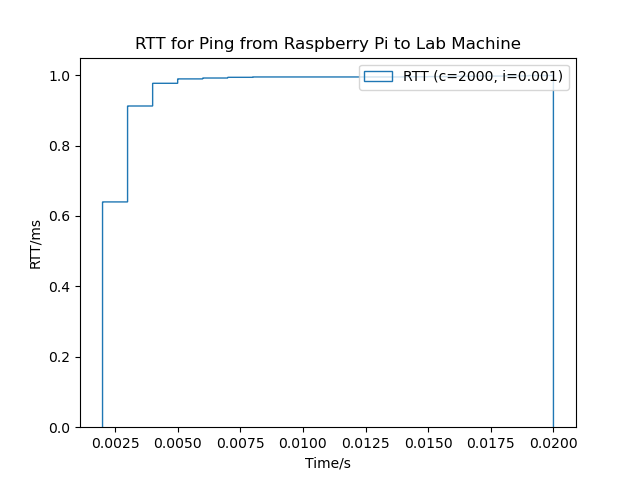 RTT for Ping from Raspberry Pi to Lab Machine
RTT (c=2000, i=0.001)
1.0
0.8
0.6
0.4
0.2
0.0
RTT/ms
0.0025 0.0050 0.0075 0.0100 0.0125 0.0150 0.0175 0.0200
Time/s